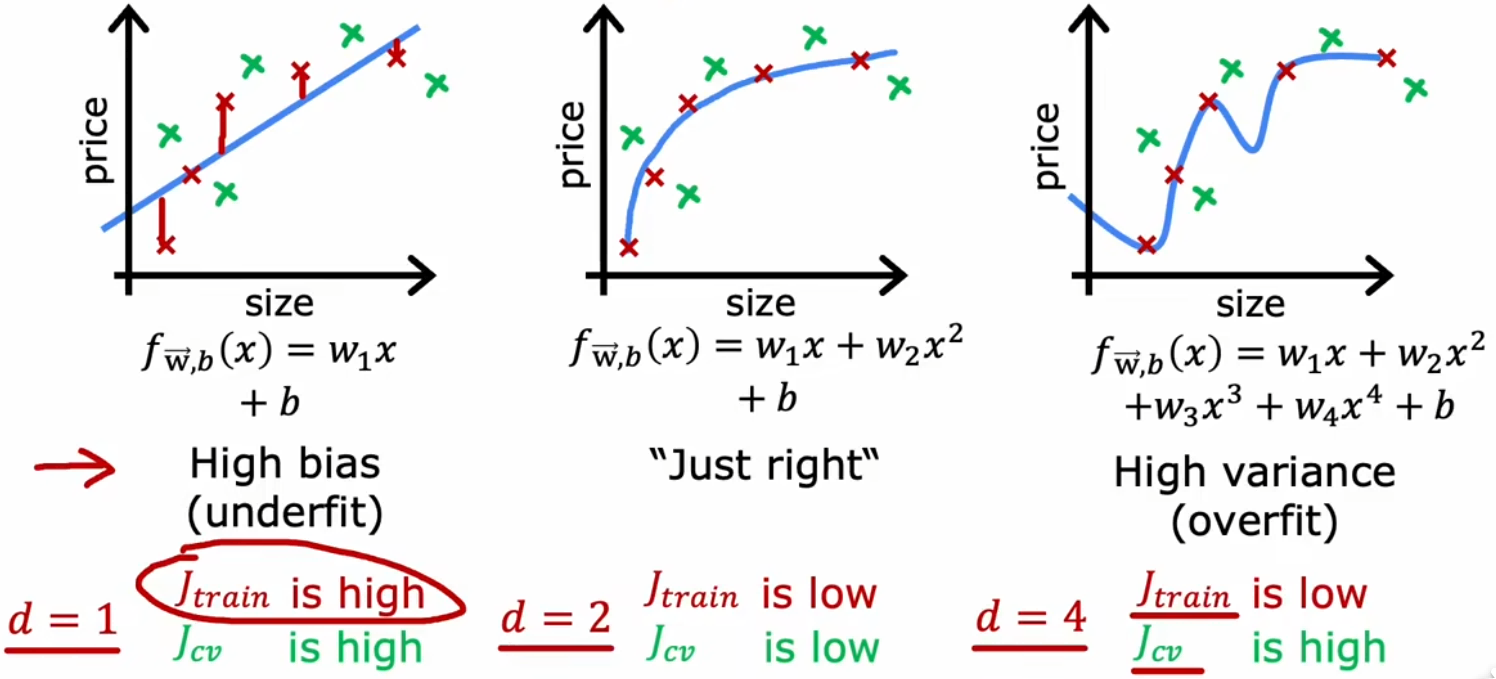 price
size
f_{\vec{w},b}(x) = w_1x
+ b
High bias
(underfit)
d = 1
J_{train} is high
J_{cv} is high
price
size
f_{\vec{w},b}(x) = w_1x + w_2x^2
+ b
“Just right“
d = 2
J_{train} is low
J_{cv} is low
price
size
f_{\vec{w},b}(x) = w_1x + w_2x^2
+w_3x^3 + w_4x^4 + b
High variance
(overfit)
d = 4
J_{train} is low
J_{cv} is high